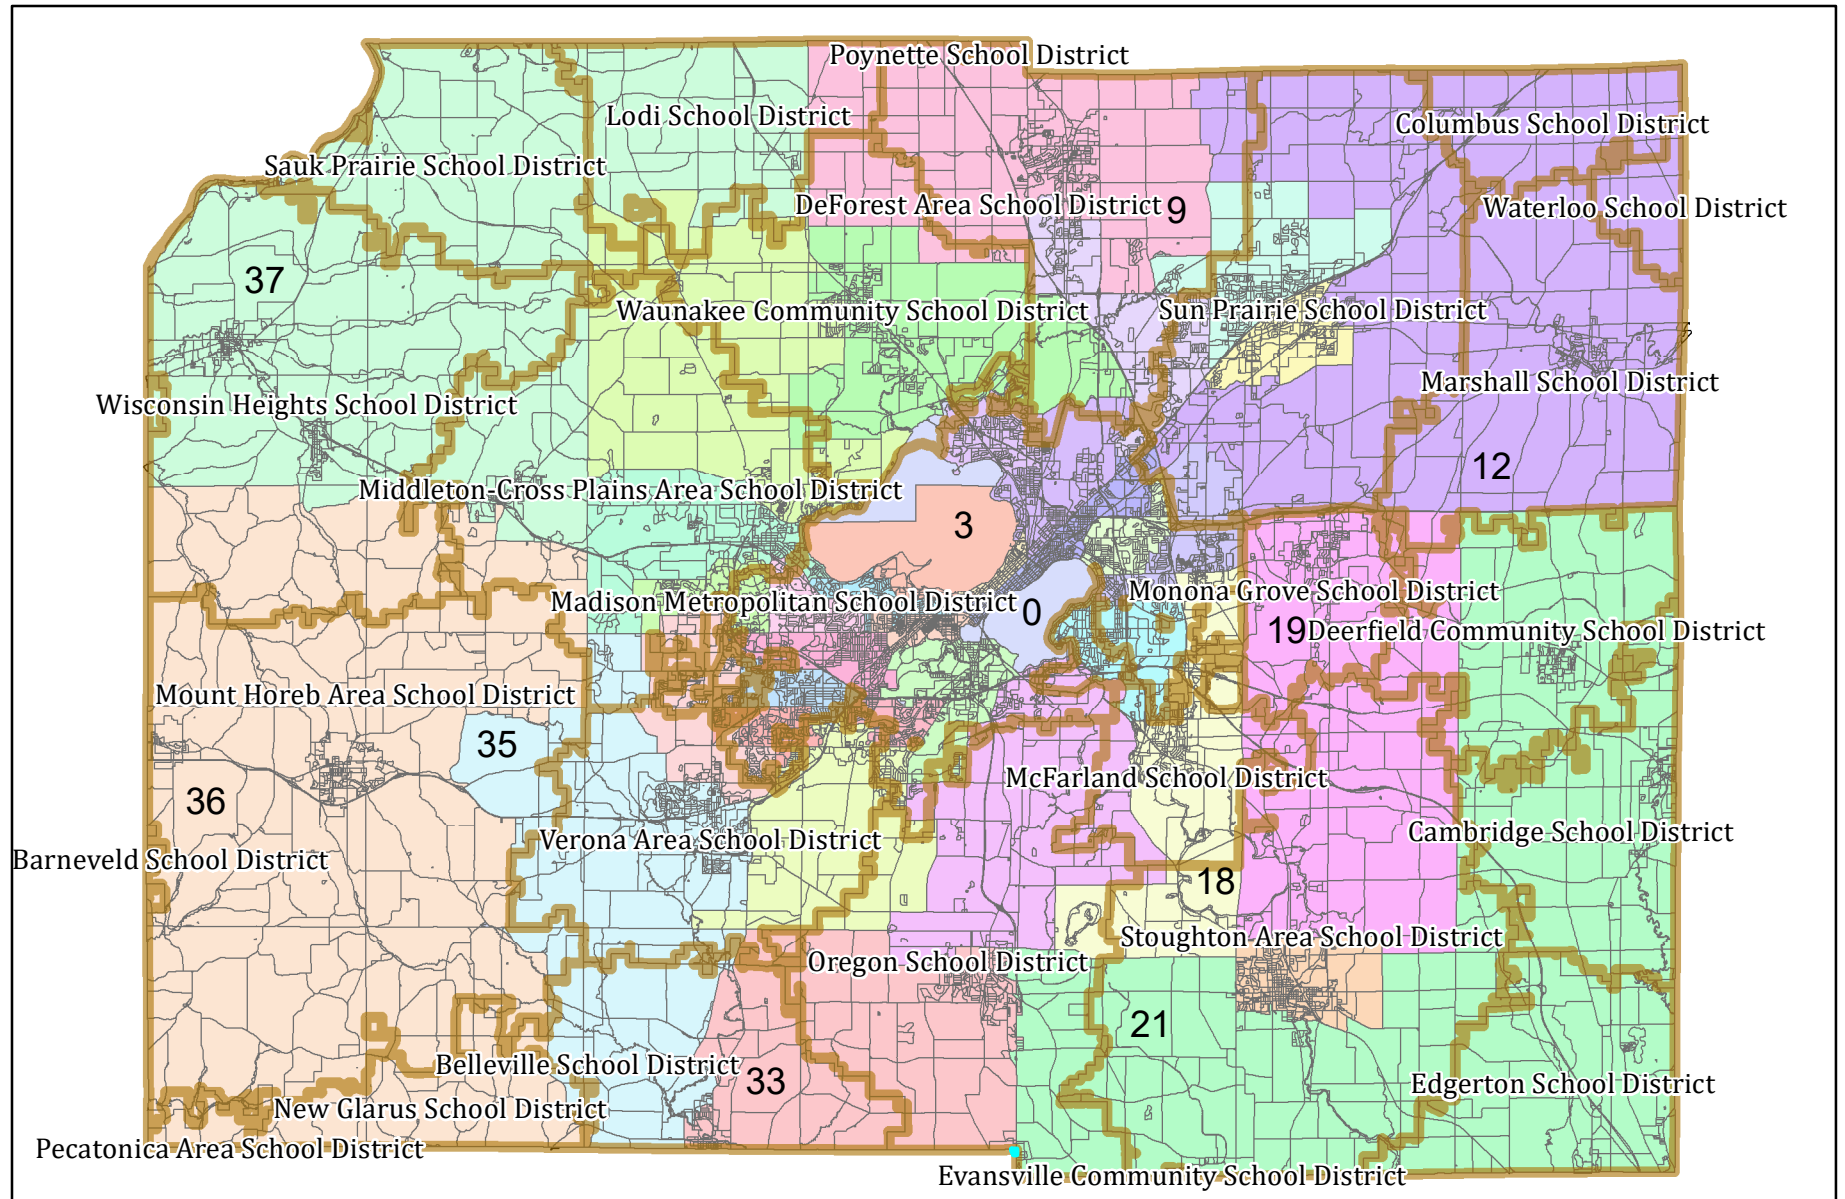 Poynette School District
Lodi School District
Columbus School District
Sauk Prairie School District
DeForest Area School District
9
Waterloo School District
37
Waunakee Community School District
Sun Prairie School District
Marshall School District
Wisconsin Heights School District
12
Middleton-Cross Plains Area School District
3
Monona Grove School District
Madison Metropolitan School District
0
19
Deerfield Community School District
Mount Horeb Area School District
35
McFarland School District
36
Cambridge School District
Verona Area School District
Barneveld School District
18
Stoughton Area School District
Oregon School District
21
Belleville School District
33
Edgerton School District
New Glarus School District
Pecatonica Area School District
Evansville Community School District